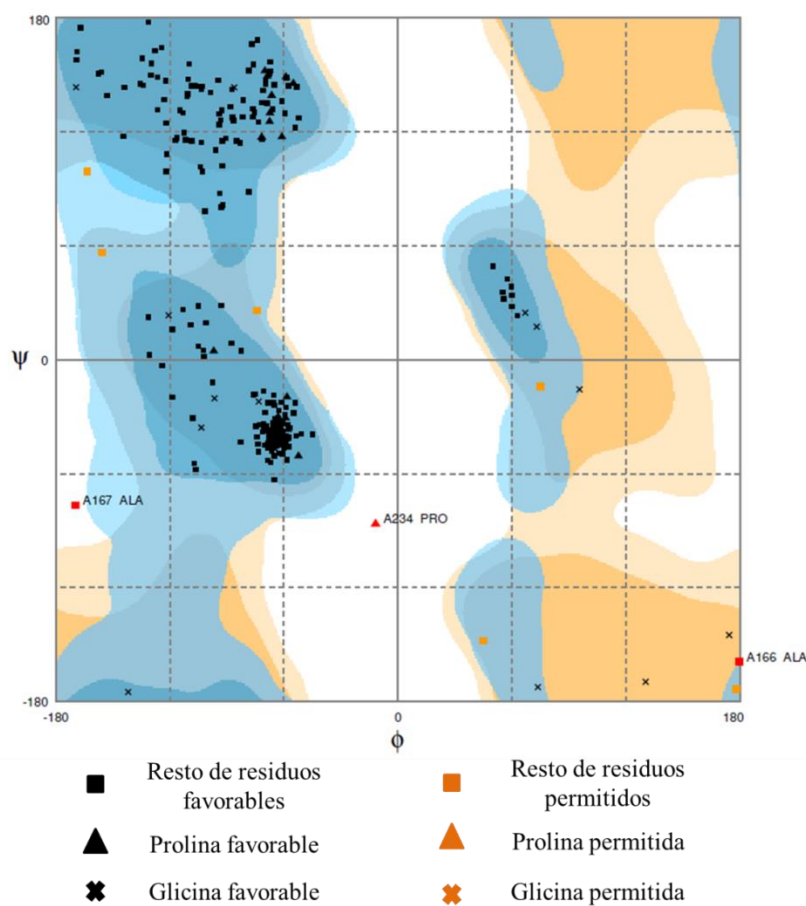 180
Ψ
0
A167 ALA
A234 PRO
A166 ALA
-180
-180
0
180
ϕ
Resto de residuos
favorables
Resto de residuos
permitidos
Prolina favorable
Prolina permitida
Glicina favorable
Glicina permitida